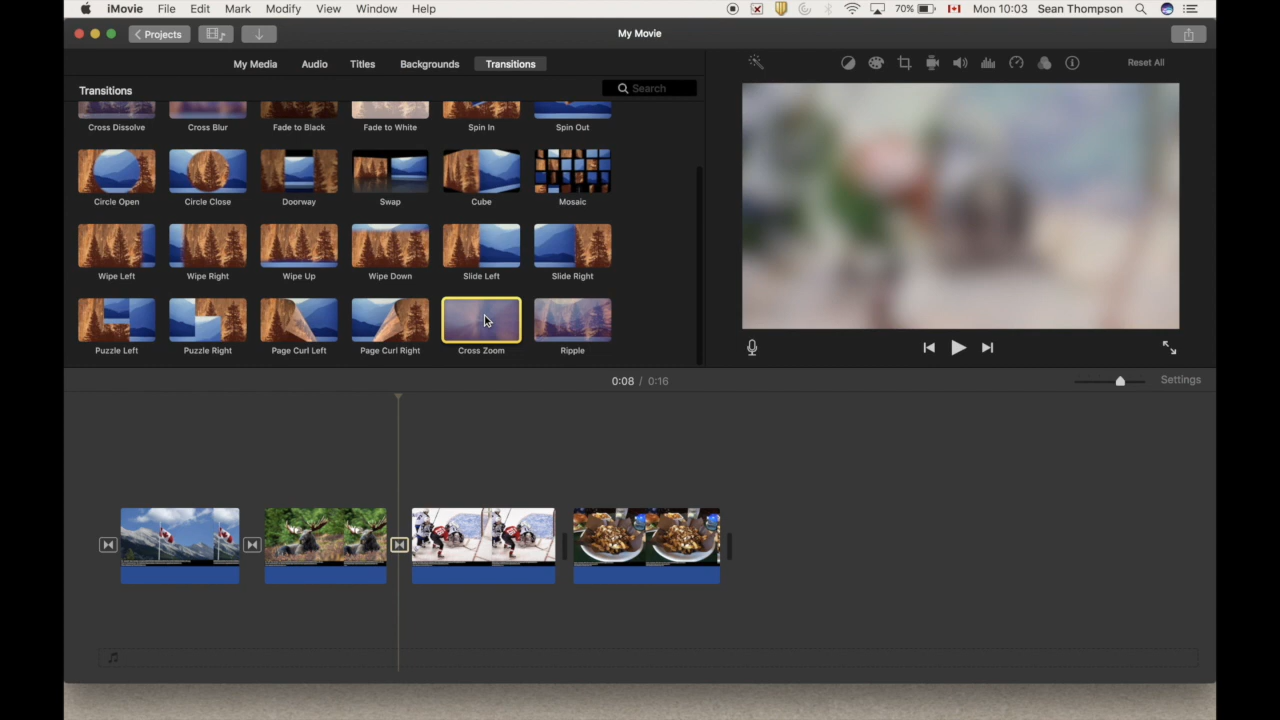 iMovie File Edit Mark Modify View Window Help 70% Mon 10:03 Sean Thompson
Projects
My Movie
My Media Audio Titles Backgrounds Transitions
Reset All
Transitions
Search
Cross Dissolve Cross Blur Fade to Black Fade to White Spin In Spin Out
Circle Open Circle Close Doorway Swap Cube Mosaic
Wipe Left Wipe Right Wipe Up Wipe Down Slide Left Slide Right
Puzzle Left Puzzle Right Page Curl Left Page Curl Right Cross Zoom Ripple
0:08 / 0:16
Settings